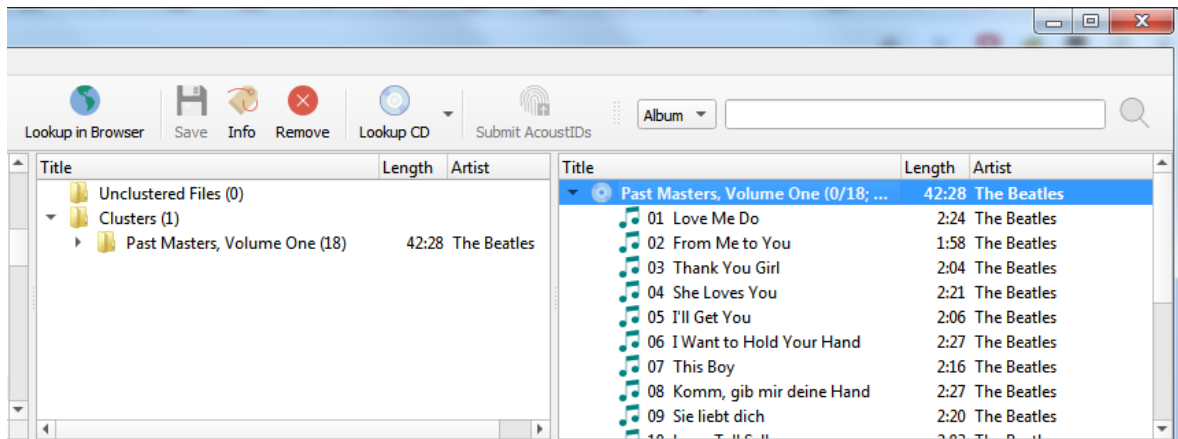 Lookup in Browser Save Info Remove Lookup CD Submit AcoustIDs Album
Title Length Artist
Unclustered Files (0)
Clusters (1)
Past Masters, Volume One (18) 42:28 The Beatles
Title Length Artist
Past Masters, Volume One (0/18; ... 42:28 The Beatles
01 Love Me Do 2:24 The Beatles
02 From Me to You 1:58 The Beatles
03 Thank You Girl 2:04 The Beatles
04 She Loves You 2:21 The Beatles
05 I'll Get You 2:06 The Beatles
06 I Want to Hold Your Hand 2:27 The Beatles
07 This Boy 2:16 The Beatles
08 Komm, gib mir deine Hand 2:27 The Beatles
09 Sie liebt dich 2:20 The Beatles